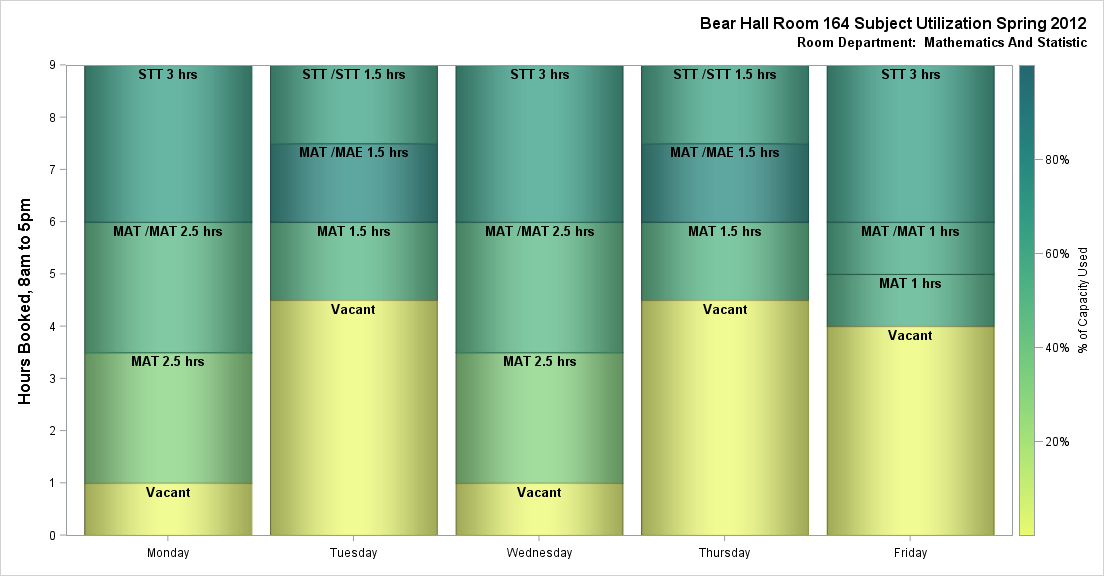 Bear Hall Room 164 Subject Utilization Spring 2012
Room Department:  Mathematics And Statistic
Hours Booked, 8am to 5pm
9
8
7
6
5
4
3
2
1
0
STT 3 hrs
MAT /MAT 2.5 hrs
MAT 2.5 hrs
Vacant
Monday
STT /STT 1.5 hrs
MAT /MAE 1.5 hrs
MAT 1.5 hrs
Vacant
Tuesday
STT 3 hrs
MAT /MAT 2.5 hrs
MAT 2.5 hrs
Vacant
Wednesday
STT /STT 1.5 hrs
MAT /MAE 1.5 hrs
MAT 1.5 hrs
Vacant
Thursday
STT 3 hrs
MAT /MAT 1 hrs
MAT 1 hrs
Vacant
Friday
80%
60%
40%
20%
% of Capacity Used